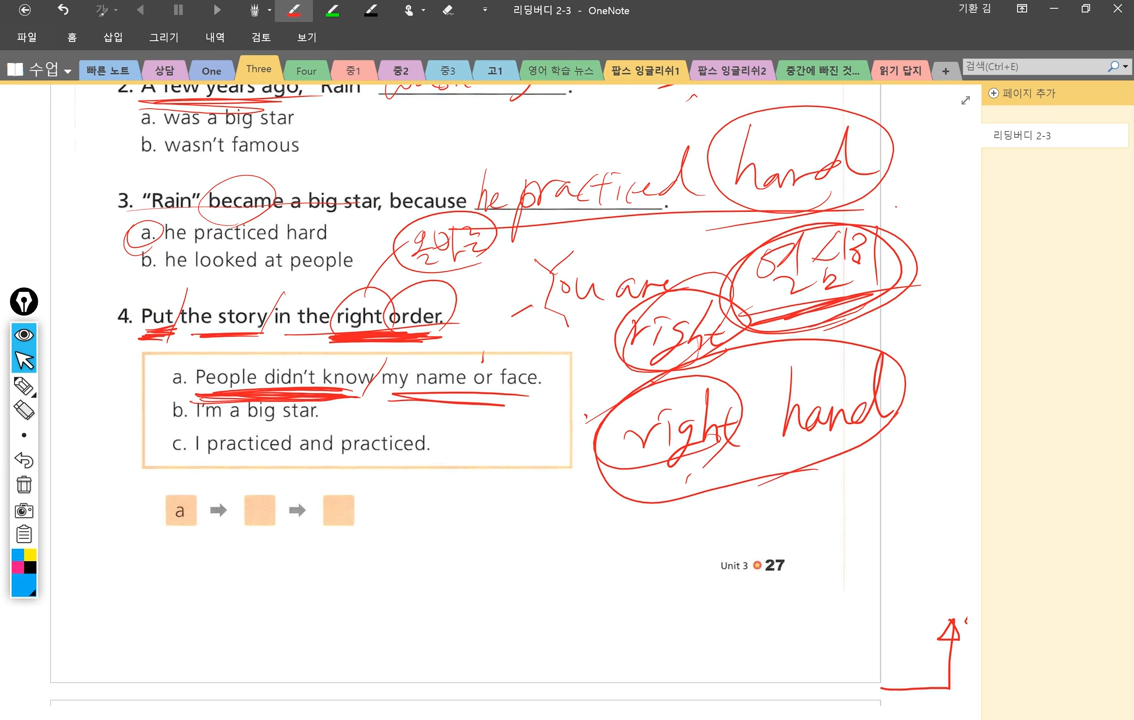 리딩버디 2-3 - OneNote
기환 김
파일 홈 삽입 그리기 내역 검토 보기
수업 빠른 노트 상담 One Three Four 중1 중2 중3 고1 영어 학습 뉴스 팝스 잉글리쉬1 팝스 잉글리쉬2 중간에 빠진 것... 읽기 답지 +
검색(Ctrl+E)
페이지 추가
리딩버디 2-3
2. A few years ago, "Rain" .
a. was a big star
b. wasn't famous
3. "Rain" became a big star, because he practiced hard .
a. he practiced hard
b. he looked at people
올바른
열심히
You are
right
4. Put the story in the right order.
right hand
a. People didn't know my name or face.
b. I'm a big star.
c. I practiced and practiced.
a
Unit 3 27